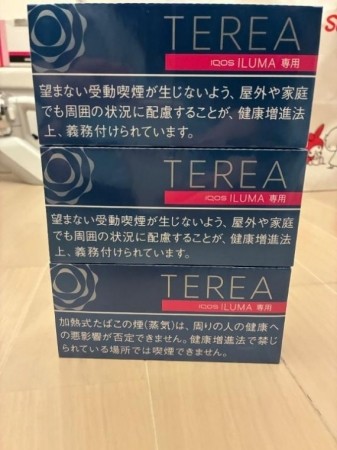 TEREA
IQOS ILUMA 専用
望まない受動喫煙が生じないよう、屋外や家庭
でも周囲の状況に配慮することが、健康増進法
上、義務付けられています。
TEREA
IQOS ILUMA 専用
望まない受動喫煙が生じないよう、屋外や家庭
でも周囲の状況に配慮することが、健康増進法
上、義務付けられています。
TEREA
IQOS ILUMA 専用
加熱式たばこの煙(蒸気)は、周りの人の健康へ
の悪影響が否定できません。健康増進法で禁じ
られている場所では喫煙できません。